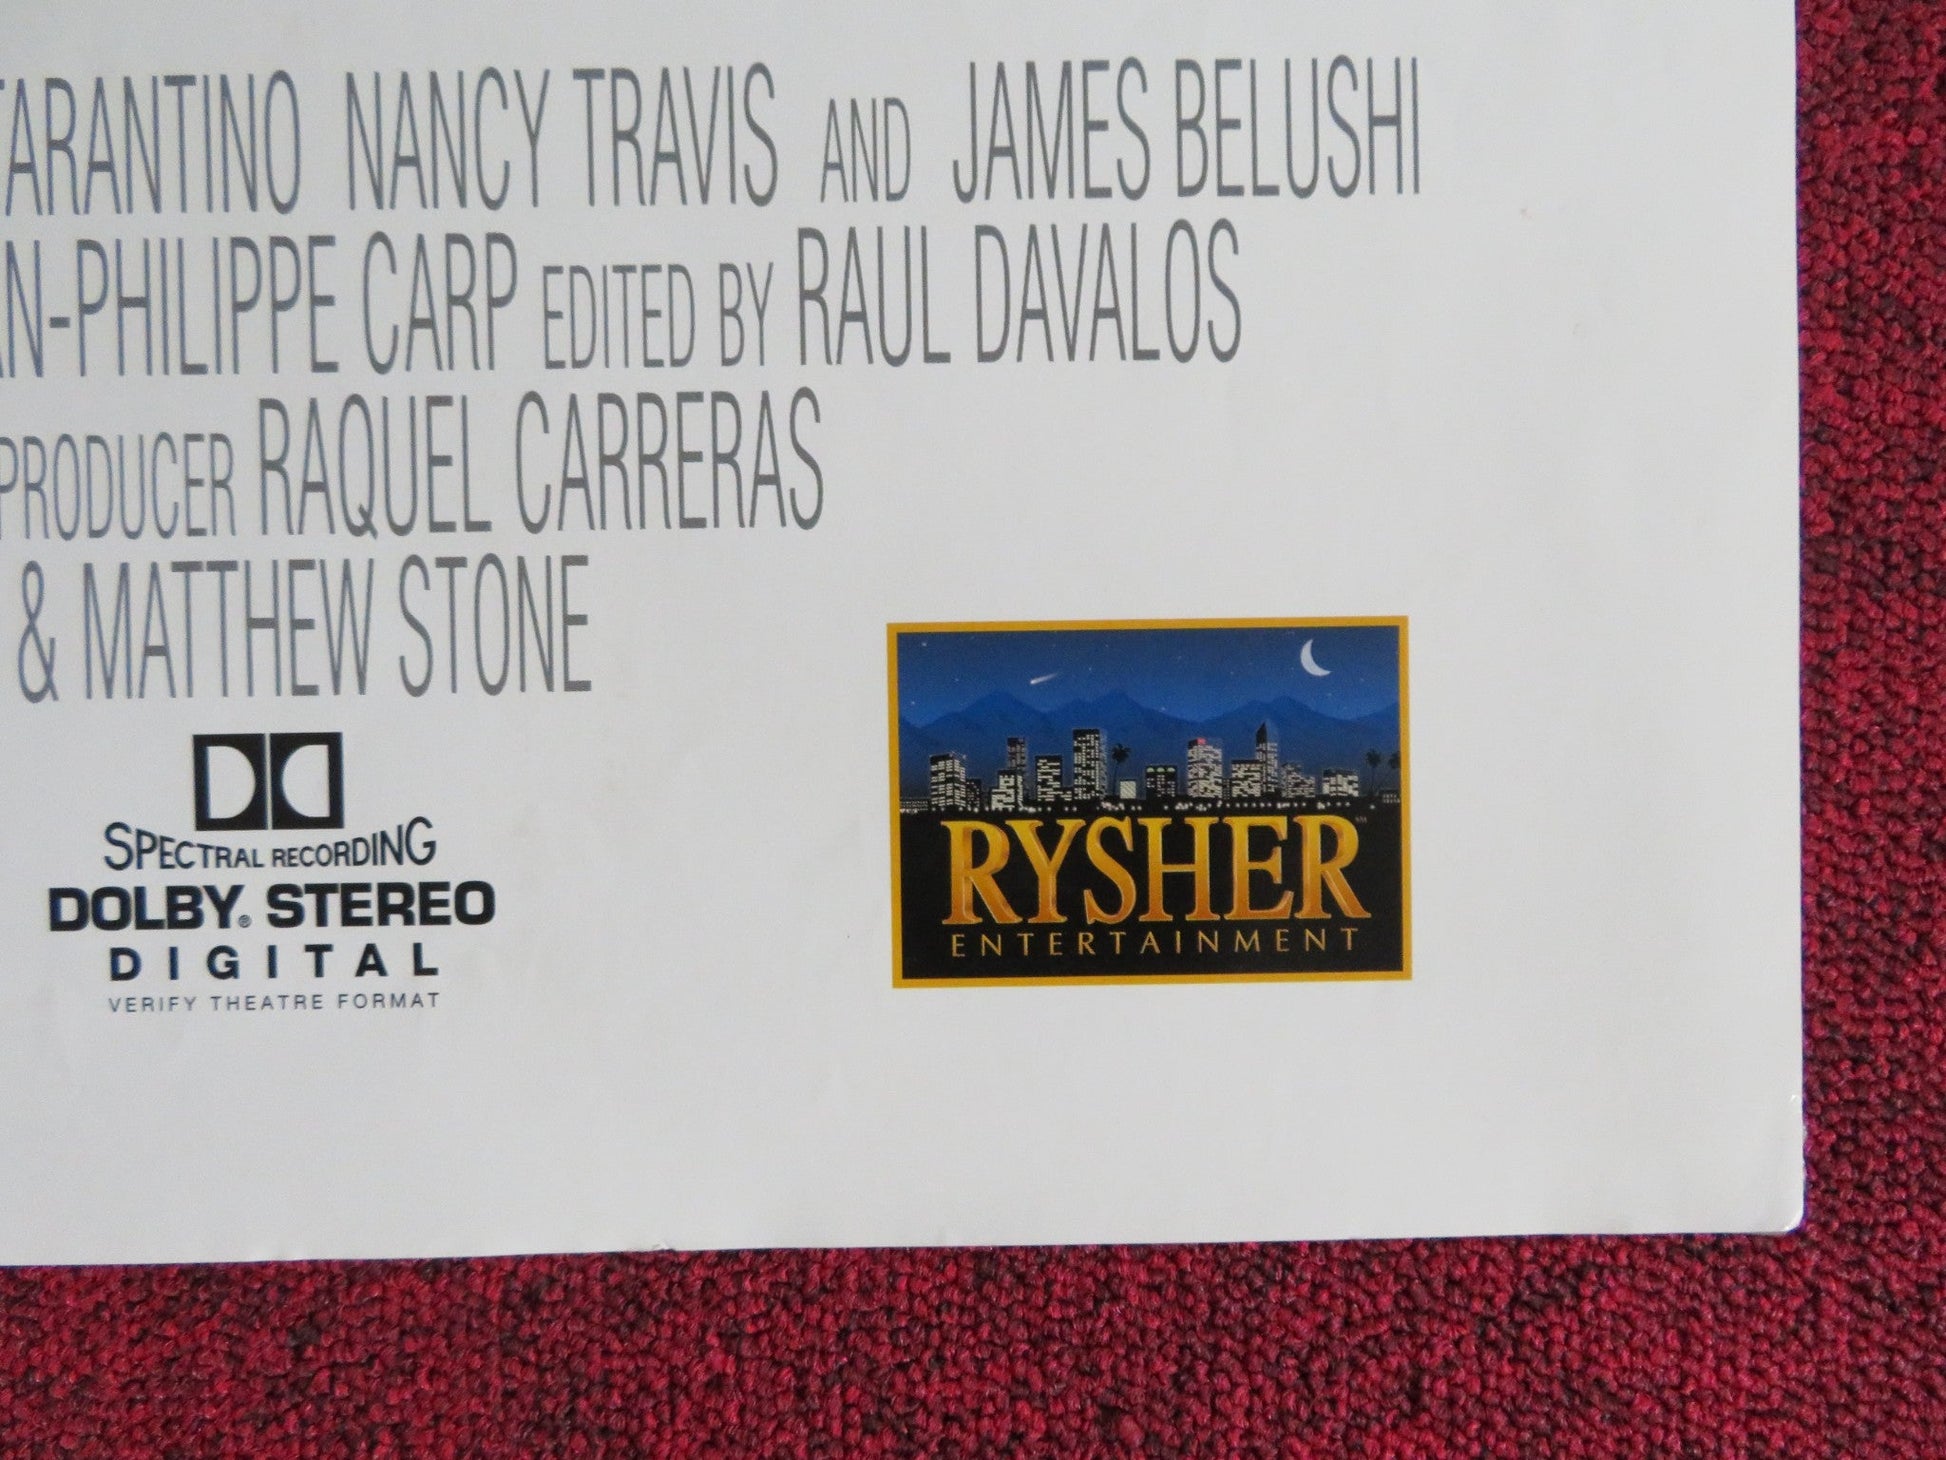 TARANTINO NANCY TRAVIS AND JAMES BELUSHI
N-PHILIPPE CARP EDITED BY RAUL DAVALOS
PRODUCER RAQUEL CARRERAS
& MATTHEW STONE
SPECTRAL RECORDING
DOLBY® STEREO
DIGITAL
VERIFY THEATRE FORMAT
RYSHER℠
ENTERTAINMENT